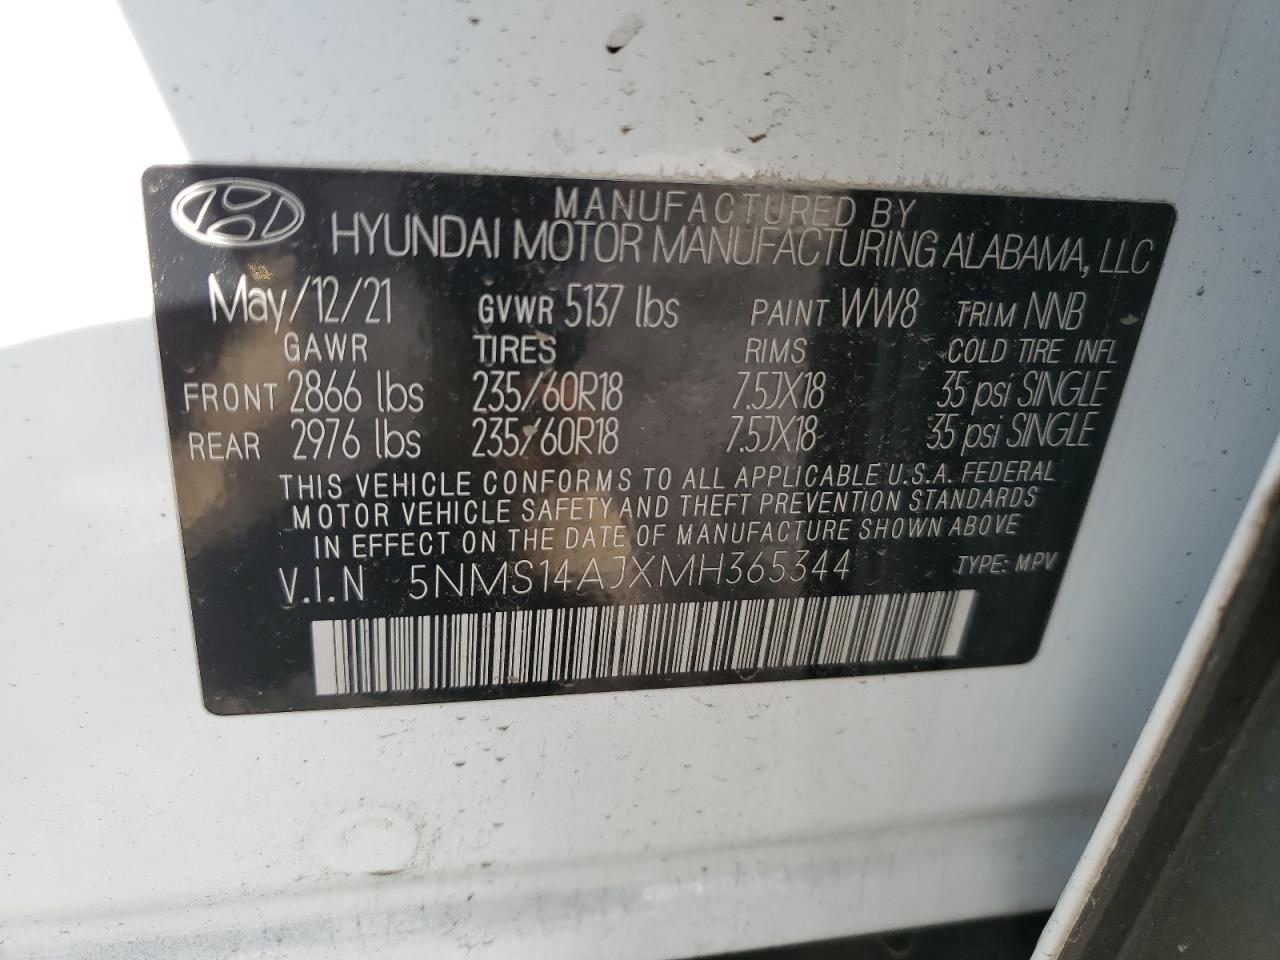 MANUFACTURED BY
HYUNDAI MOTOR MANUFACTURING ALABAMA, LLC
May/12/21 GVWR 5137 lbs PAINT WW8 TRIM NNB
GAWR TIRES RIMS COLD TIRE INFL
FRONT 2866 lbs 235/60R18 7.5JX18 35 psi SINGLE
REAR 2976 lbs 235/60R18 7.5JX18 35 psi SINGLE
THIS VEHICLE CONFORMS TO ALL APPLICABLE U.S.A. FEDERAL
MOTOR VEHICLE SAFETY AND THEFT PREVENTION STANDARDS
IN EFFECT ON THE DATE OF MANUFACTURE SHOWN ABOVE
V.I.N 5NMS14AJXMH365344 TYPE: MPV